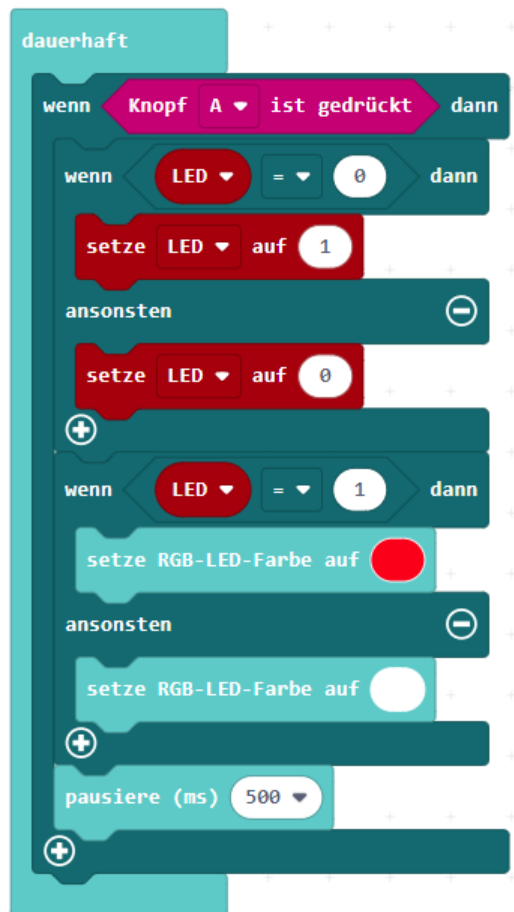 dauerhaft
wenn Knopf A ist gedrückt dann
wenn LED = 0 dann
setze LED auf 1
ansonsten
setze LED auf 0
wenn LED = 1 dann
setze RGB-LED-Farbe auf
ansonsten
setze RGB-LED-Farbe auf
pausiere (ms) 500